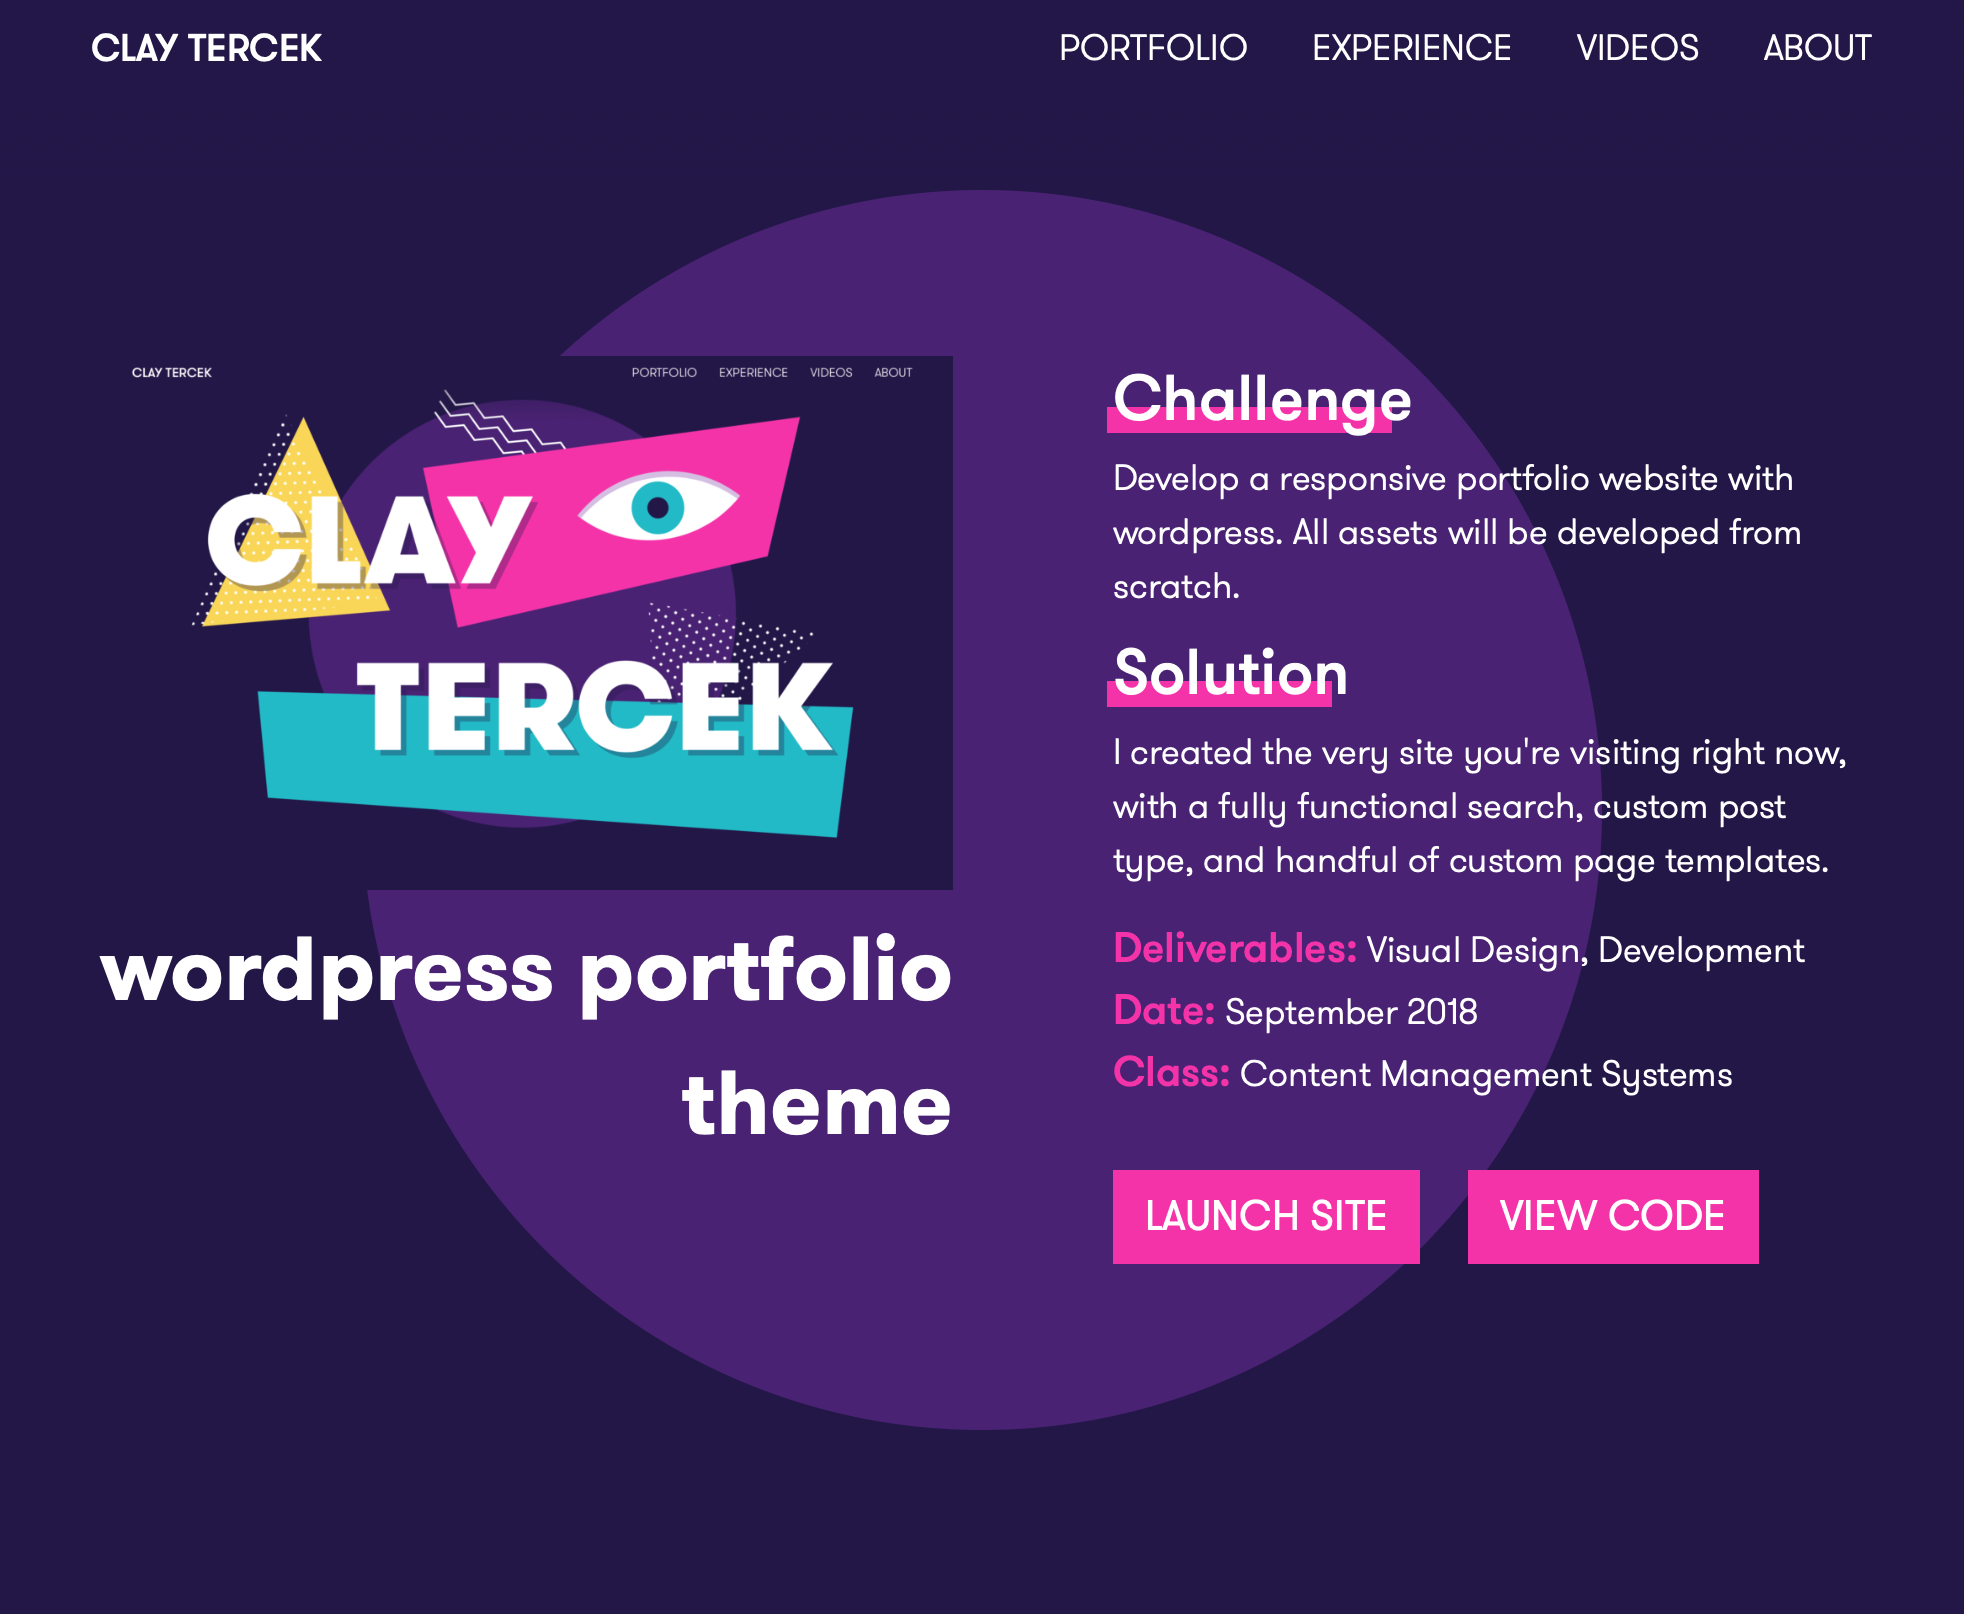 CLAY TERCEK
PORTFOLIO EXPERIENCE VIDEOS ABOUT
CLAY TERCEK
PORTFOLIO EXPERIENCE VIDEOS ABOUT
CLAY
TERCEK
wordpress portfolio
theme
Challenge
Develop a responsive portfolio website with
wordpress. All assets will be developed from
scratch.
Solution
I created the very site you're visiting right now,
with a fully functional search, custom post
type, and handful of custom page templates.
Deliverables: Visual Design, Development
Date: September 2018
Class: Content Management Systems
LAUNCH SITE VIEW CODE